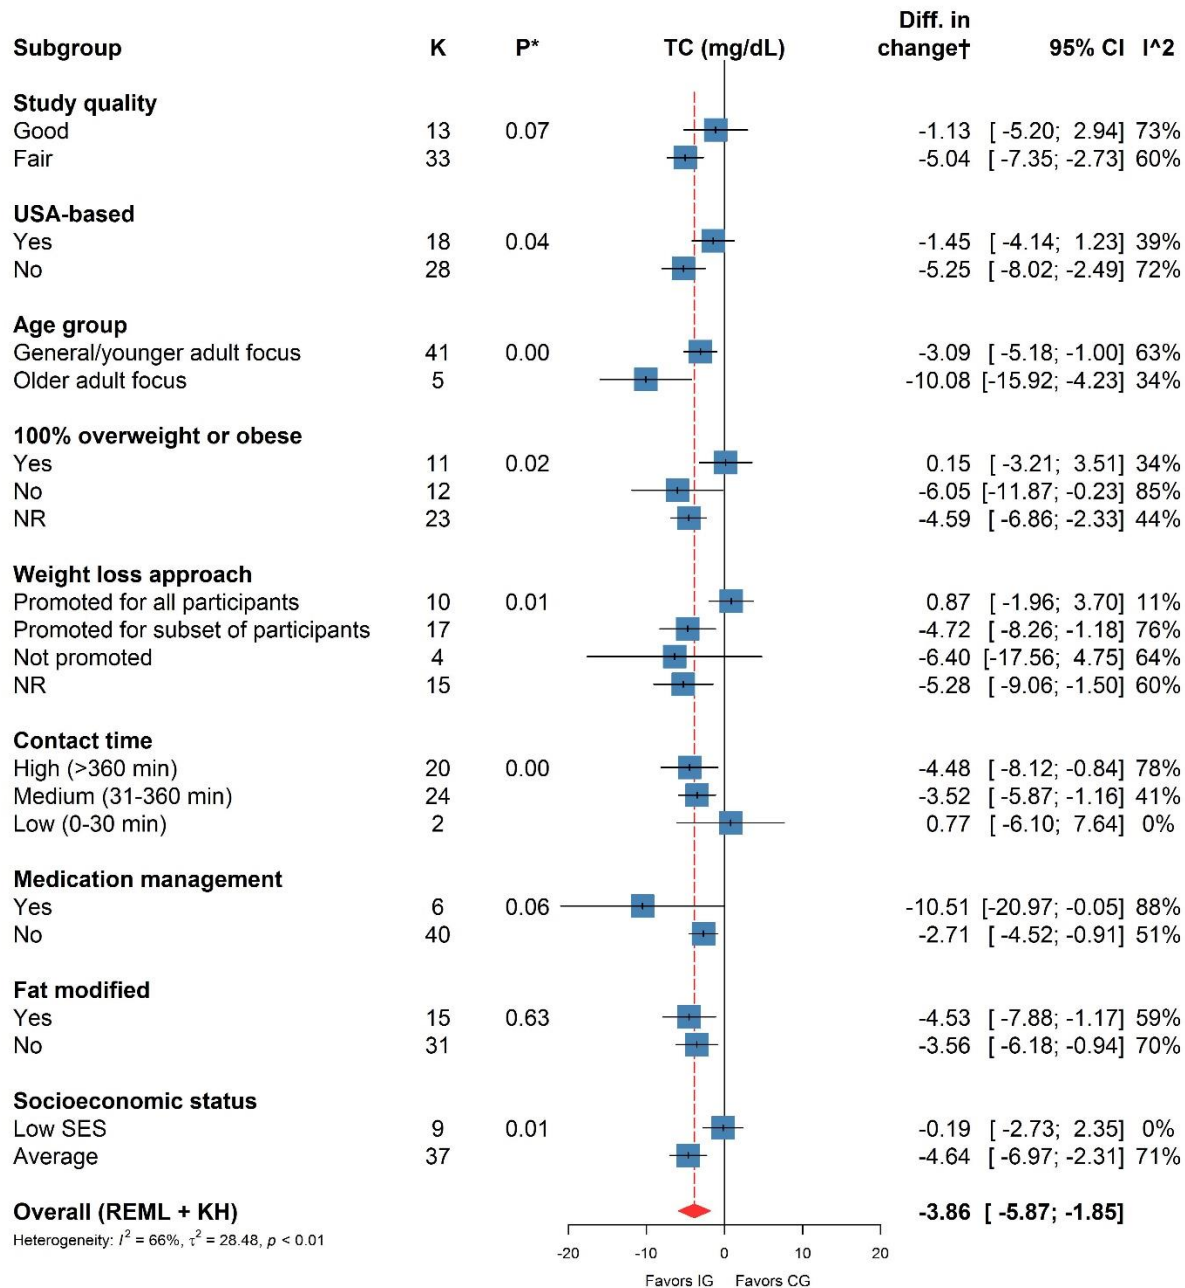 Subgroup K P* TC (mg/dL) Diff. in change† 95% CI I^2
Study quality
Good 13 0.07 -1.13 [ -5.20; 2.94] 73%
Fair 33 -5.04 [ -7.35; -2.73] 60%
USA-based
Yes 18 0.04 -1.45 [ -4.14; 1.23] 39%
No 28 -5.25 [ -8.02; -2.49] 72%
Age group
General/younger adult focus 41 0.00 -3.09 [ -5.18; -1.00] 63%
Older adult focus 5 -10.08 [-15.92; -4.23] 34%
100% overweight or obese
Yes 11 0.02 0.15 [ -3.21; 3.51] 34%
No 12 -6.05 [-11.87; -0.23] 85%
NR 23 -4.59 [ -6.86; -2.33] 44%
Weight loss approach
Promoted for all participants 10 0.01 0.87 [ -1.96; 3.70] 11%
Promoted for subset of participants 17 -4.72 [ -8.26; -1.18] 76%
Not promoted 4 -6.40 [-17.56; 4.75] 64%
NR 15 -5.28 [ -9.06; -1.50] 60%
Contact time
High (>360 min) 20 0.00 -4.48 [ -8.12; -0.84] 78%
Medium (31-360 min) 24 -3.52 [ -5.87; -1.16] 41%
Low (0-30 min) 2 0.77 [ -6.10; 7.64] 0%
Medication management
Yes 6 0.06 -10.51 [-20.97; -0.05] 88%
No 40 -2.71 [ -4.52; -0.91] 51%
Fat modified
Yes 15 0.63 -4.53 [ -7.88; -1.17] 59%
No 31 -3.56 [ -6.18; -0.94] 70%
Socioeconomic status
Low SES 9 0.01 -0.19 [ -2.73; 2.35] 0%
Average 37 -4.64 [ -6.97; -2.31] 71%
Overall (REML + KH) -3.86 [ -5.87; -1.85]
Heterogeneity: I² = 66%, τ² = 28.48, p < 0.01
-20 -10 0 10 20
Favors IG Favors CG